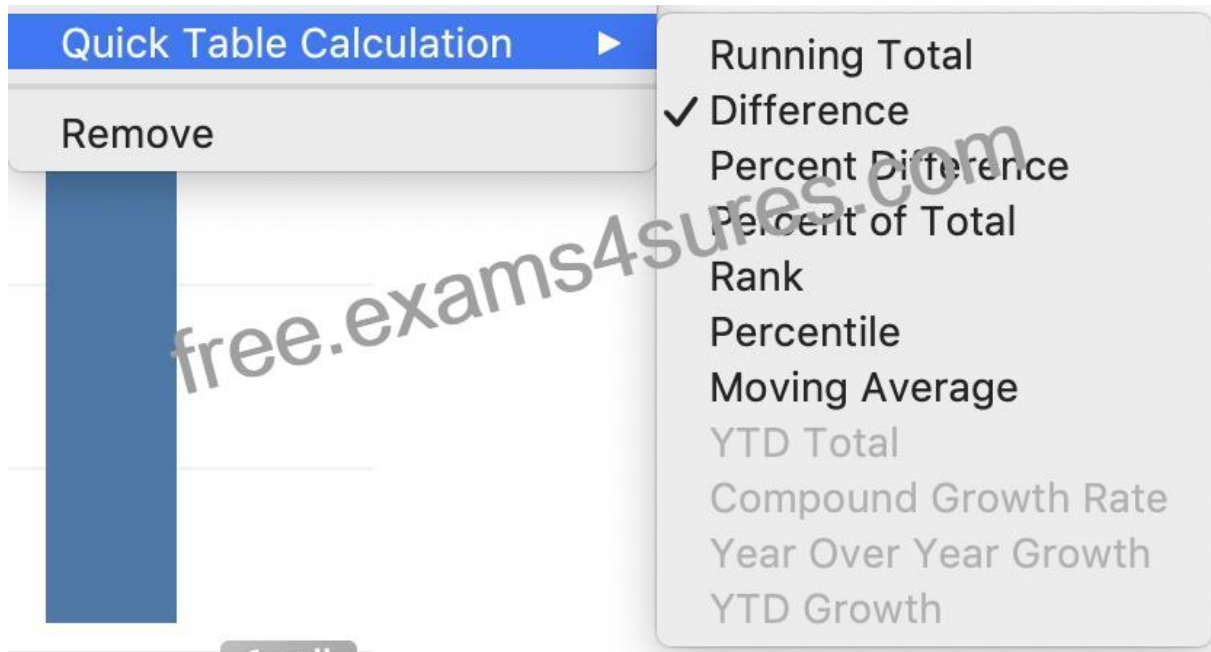 Quick Table Calculation
Remove
Running Total
Difference
Percent Difference
Percent of Total
Rank
Percentile
Moving Average
YTD Total
Compound Growth Rate
Year Over Year Growth
YTD Growth
free.exams4sures.com